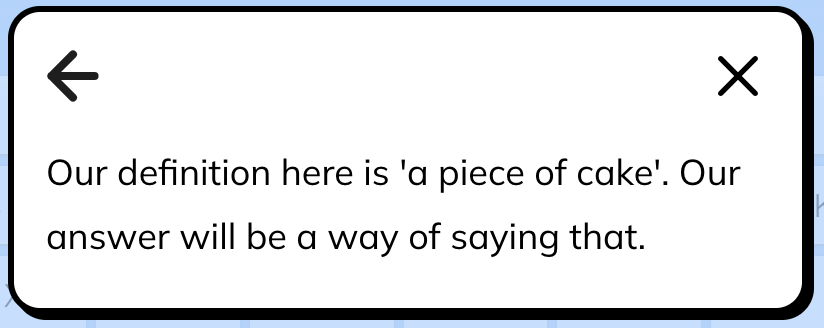 Our definition here is 'a piece of cake'. Our
answer will be a way of saying that.